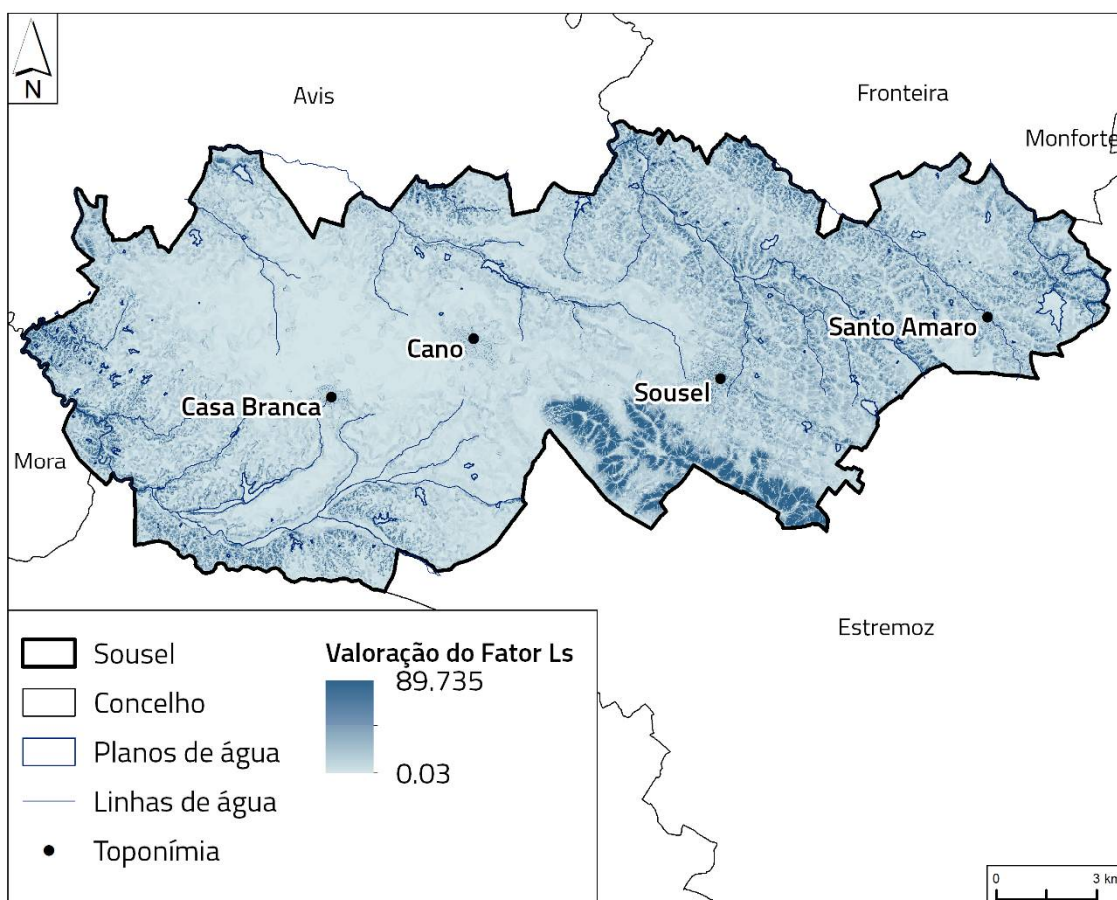 N
Avis
Fronteira
Monforte
Santo Amaro
Cano
Sousel
Casa Branca
Mora
Estremoz
Sousel
Concelho
Planos de água
Linhas de água
Toponímia
Valoração do Fator Ls
89.735
0.03
0 3 km